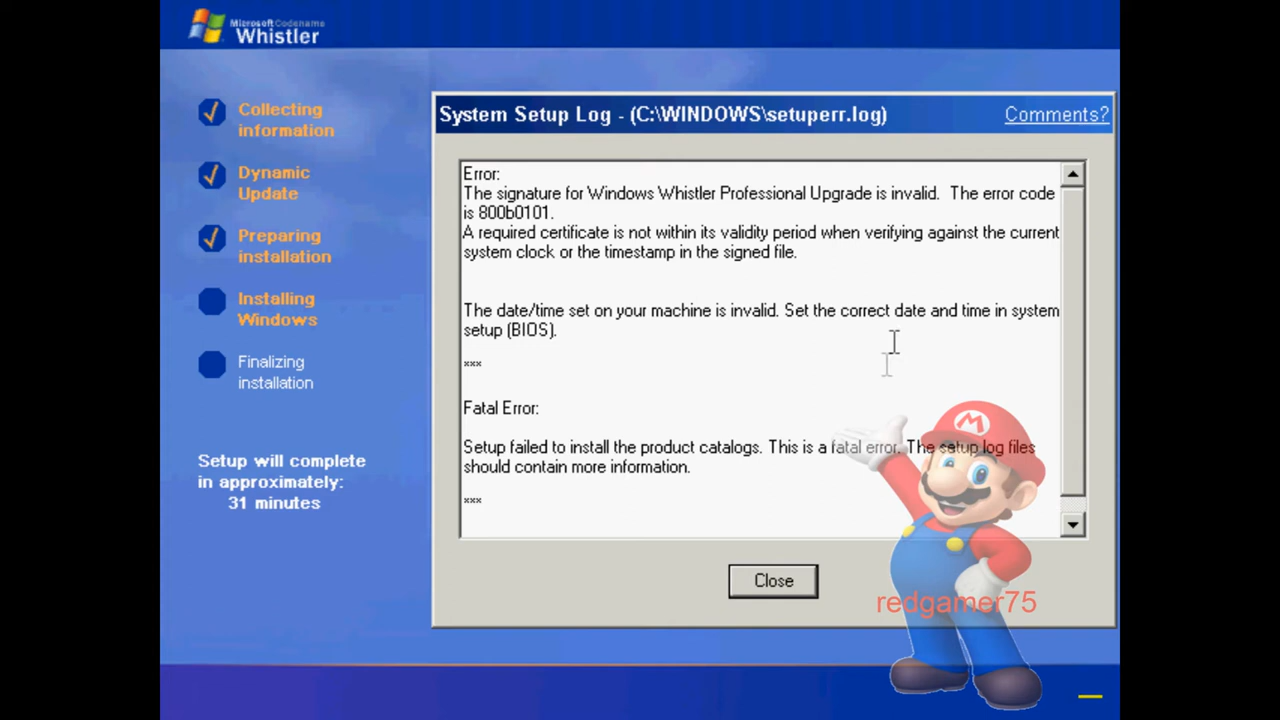 Microsoft Codename
Whistler
Collecting
information
Dynamic
Update
Preparing
installation
Installing
Windows
Finalizing
installation
Setup will complete
in approximately:
31 minutes
System Setup Log - (C:\WINDOWS\setuperr.log)
Comments?
Error:
The signature for Windows Whistler Professional Upgrade is invalid.  The error code
is 800b0101.
A required certificate is not within its validity period when verifying against the current
system clock or the timestamp in the signed file.
The date/time set on your machine is invalid. Set the correct date and time in system
setup (BIOS).
***
Fatal Error:
Setup failed to install the product catalogs. This is a fatal error. The setup log files
should contain more information.
***
Close
M
redgamer75